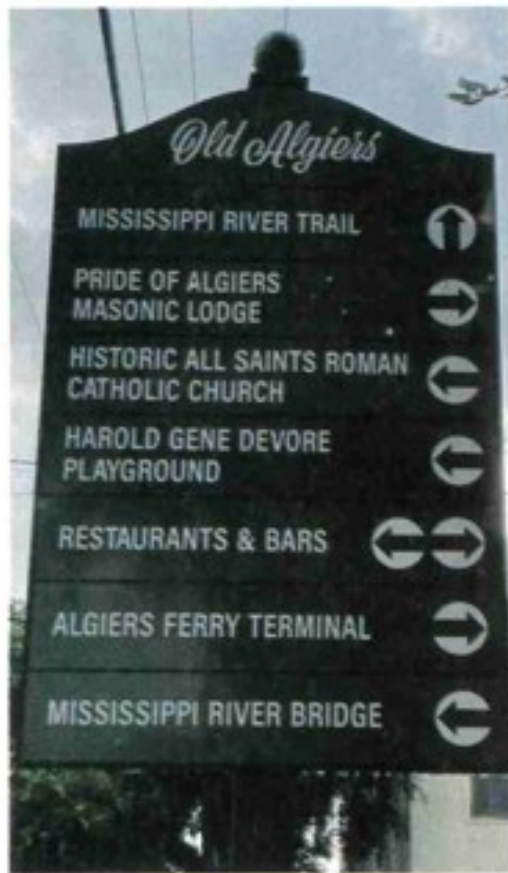 Old Algiers
MISSISSIPPI RIVER TRAIL
PRIDE OF ALGIERS
MASONIC LODGE
HISTORIC ALL SAINTS ROMAN
CATHOLIC CHURCH
HAROLD GENE DEVORE
PLAYGROUND
RESTAURANTS & BARS
ALGIERS FERRY TERMINAL
MISSISSIPPI RIVER BRIDGE